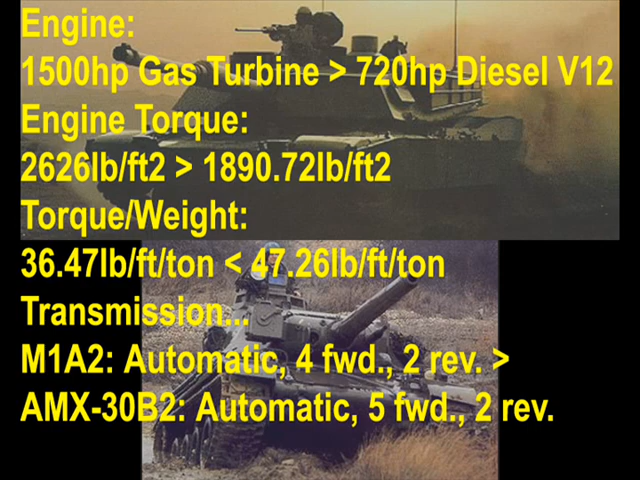 Engine:
1500hp Gas Turbine > 720hp Diesel V12
Engine Torque:
2626lb/ft2 > 1890.72lb/ft2
Torque/Weight:
36.47lb/ft/ton < 47.26lb/ft/ton
Transmission...
M1A2: Automatic, 4 fwd., 2 rev. >
AMX-30B2: Automatic, 5 fwd., 2 rev.